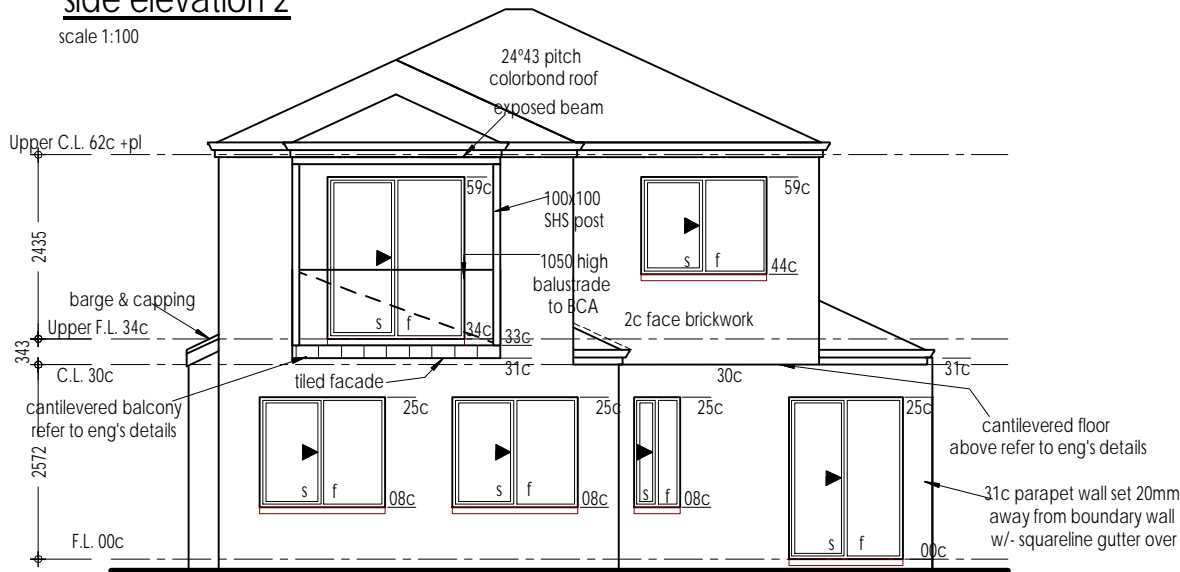 side elevation 2
scale 1:100
24º43 pitch
colorbond roof
exposed beam
Upper C.L. 62c +pl
59c
59c
100x100
SHS post
2435
s f
1050 high
balustrade
to BCA
44c
barge & capping
2c face brickwork
Upper F.L. 34c
s f
34c
33c
343
C.L. 30c
31c
30c
31c
tiled facade
cantilevered balcony
refer to eng's details
25c
25c
25c
25c
cantilevered floor
above refer to eng's details
2572
s f
08c
s f
08c
s f
08c
31c parapet wall set 20mm
away from boundary wall
w/- squareline gutter over
F.L. 00c
s f
00c